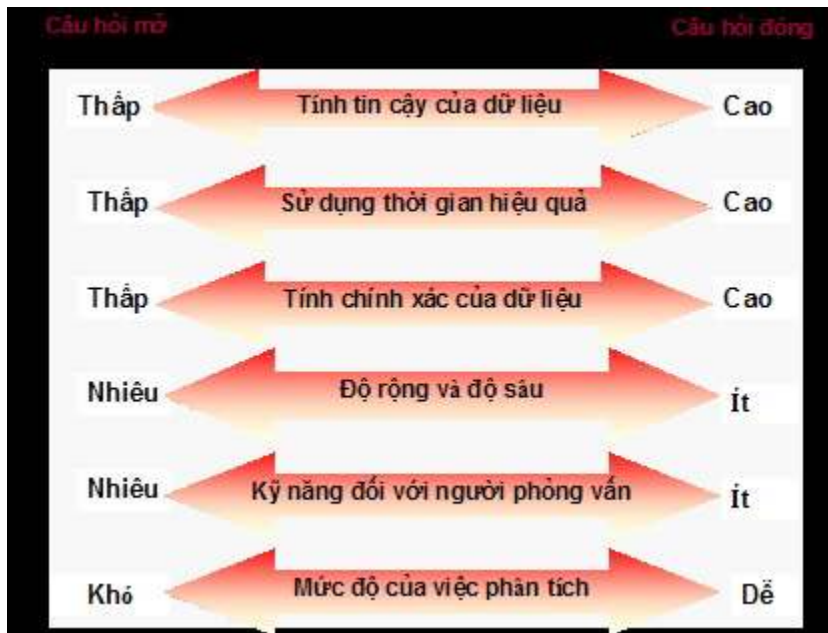 Câu hỏi mở Câu hỏi đóng
Thấp Tính tin cậy của dữ liệu Cao
Thấp Sử dụng thời gian hiệu quả Cao
Thấp Tính chính xác của dữ liệu Cao
Nhiêu Độ rộng và độ sâu Ít
Nhiêu Kỹ năng đối với người phỏng vấn Ít
Khó Mức độ của việc phân tích Dễ